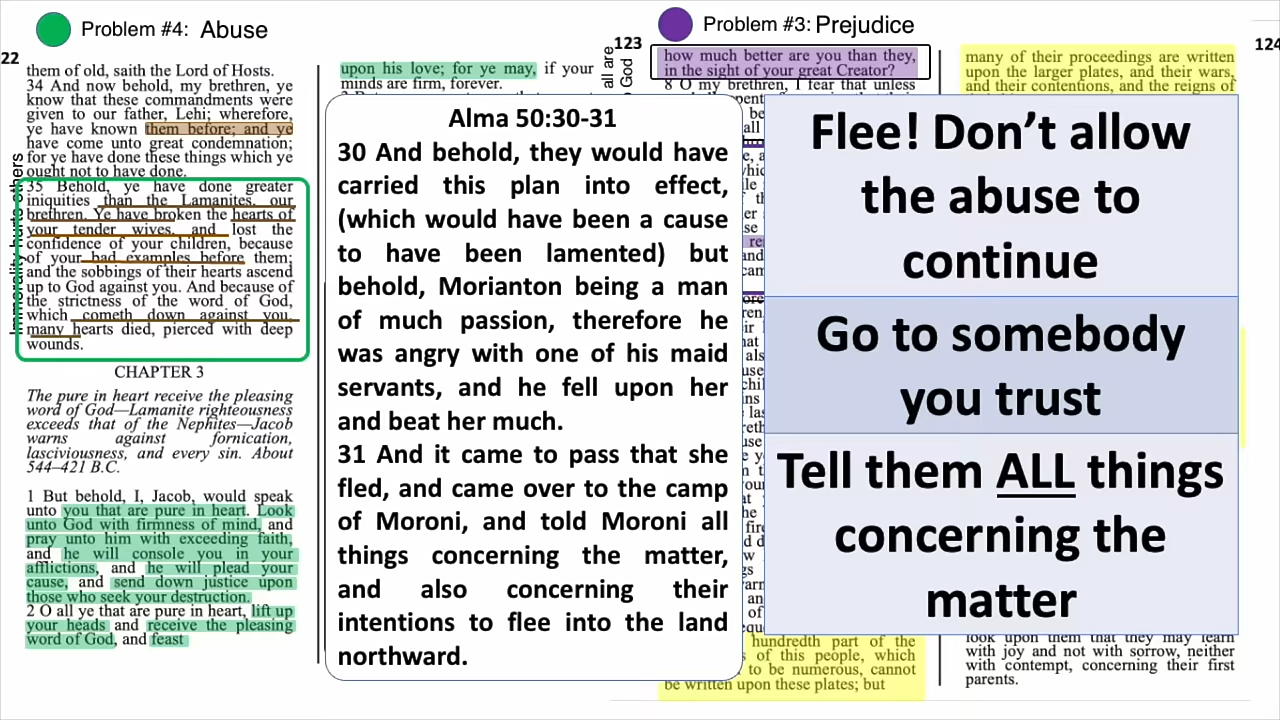 Problem #4: Abuse
Problem #3: Prejudice
22
them of old, saith the Lord of Hosts.
34 And now behold, my brethren, ye
know that these commandments were
given to our father, Lehi; wherefore,
ye have known them before; and ye
have come unto great condemnation;
for ye have done these things which ye
ought not to have done.
35 Behold, ye have done greater
iniquities than the Lamanites, our
brethren. Ye have broken the hearts of
your tender wives, and lost the
confidence of your children, because
of your bad examples before them;
and the sobbings of their hearts ascend
up to God against you. And because of
the strictness of the word of God,
which cometh down against you,
many hearts died, pierced with deep
wounds.
CHAPTER 3
The pure in heart receive the pleasing
word of God—Lamanite righteousness
exceeds that of the Nephites—Jacob
warns against fornication,
lasciviousness, and every sin. About
544–421 B.C.
1 But behold, I, Jacob, would speak
unto you that are pure in heart. Look
unto God with firmness of mind, and
pray unto him with exceeding faith,
and he will console you in your
afflictions, and he will plead your
cause, and send down justice upon
those who seek your destruction.
2 O all ye that are pure in heart, lift up
your heads and receive the pleasing
word of God, and feast
upon his love; for ye may, if your
minds are firm, forever.
Alma 50:30-31
30 And behold, they would have
carried this plan into effect,
(which would have been a cause
to have been lamented) but
behold, Morianton being a man
of much passion, therefore he
was angry with one of his maid
servants, and he fell upon her
and beat her much.
31 And it came to pass that she
fled, and came over to the camp
of Moroni, and told Moroni all
things concerning the matter,
and also concerning their
intentions to flee into the land
northward.
all are
God
123
how much better are you than they,
in the sight of your great Creator?
8 O my brethren, I fear that unless
hundredth part of the
of this people, which
to be numerous, cannot
be written upon these plates; but
124
many of their proceedings are written
upon the larger plates, and their wars,
and their contentions, and the reigns of
Flee! Don’t allow
the abuse to
continue
Go to somebody
you trust
Tell them ALL things
concerning the
matter
look upon them that they may learn
with joy and not with sorrow, neither
with contempt, concerning their first
parents.